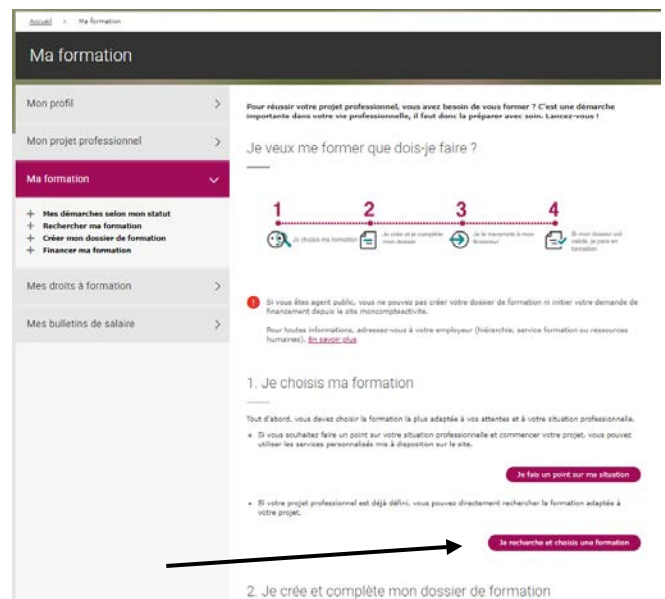 Accueil > Ma formation
Ma formation
Mon profil
Mon projet professionnel
Ma formation
+ Mes démarches selon mon statut
+ Rechercher ma formation
+ Créer mon dossier de formation
+ Financer ma formation
Mes droits à formation
Mes bulletins de salaire
Pour réussir votre projet professionnel, vous avez besoin de vous former ? C'est une démarche
importante dans votre vie professionnelle, il faut donc la préparer avec soin. Lancez-vous !
Je veux me former que dois-je faire ?
1 2 3 4
Je choisis ma formation
Je crée et je complète
mon dossier
Je le transmets à mon
financeur
Si mon dossier est
validé, je pars en
formation
Si vous êtes agent public, vous ne pouvez pas créer votre dossier de formation ni initier votre demande de
financement depuis le site moncompteactivite.
Pour toutes informations, adressez-vous à votre employeur (hiérarchie, service formation ou ressources
humaines). En savoir plus
1. Je choisis ma formation
Tout d'abord, vous devez choisir la formation la plus adaptée à vos attentes et à votre situation professionnelle.
Si vous souhaitez faire un point sur votre situation professionnelle et commencer votre projet, vous pouvez
utiliser les services personnalisés mis à disposition sur le site.
Je fais un point sur ma situation
Si votre projet professionnel est déjà défini, vous pouvez directement rechercher la formation adaptée à
votre projet.
Je recherche et choisis une formation
2. Je crée et complète mon dossier de formation